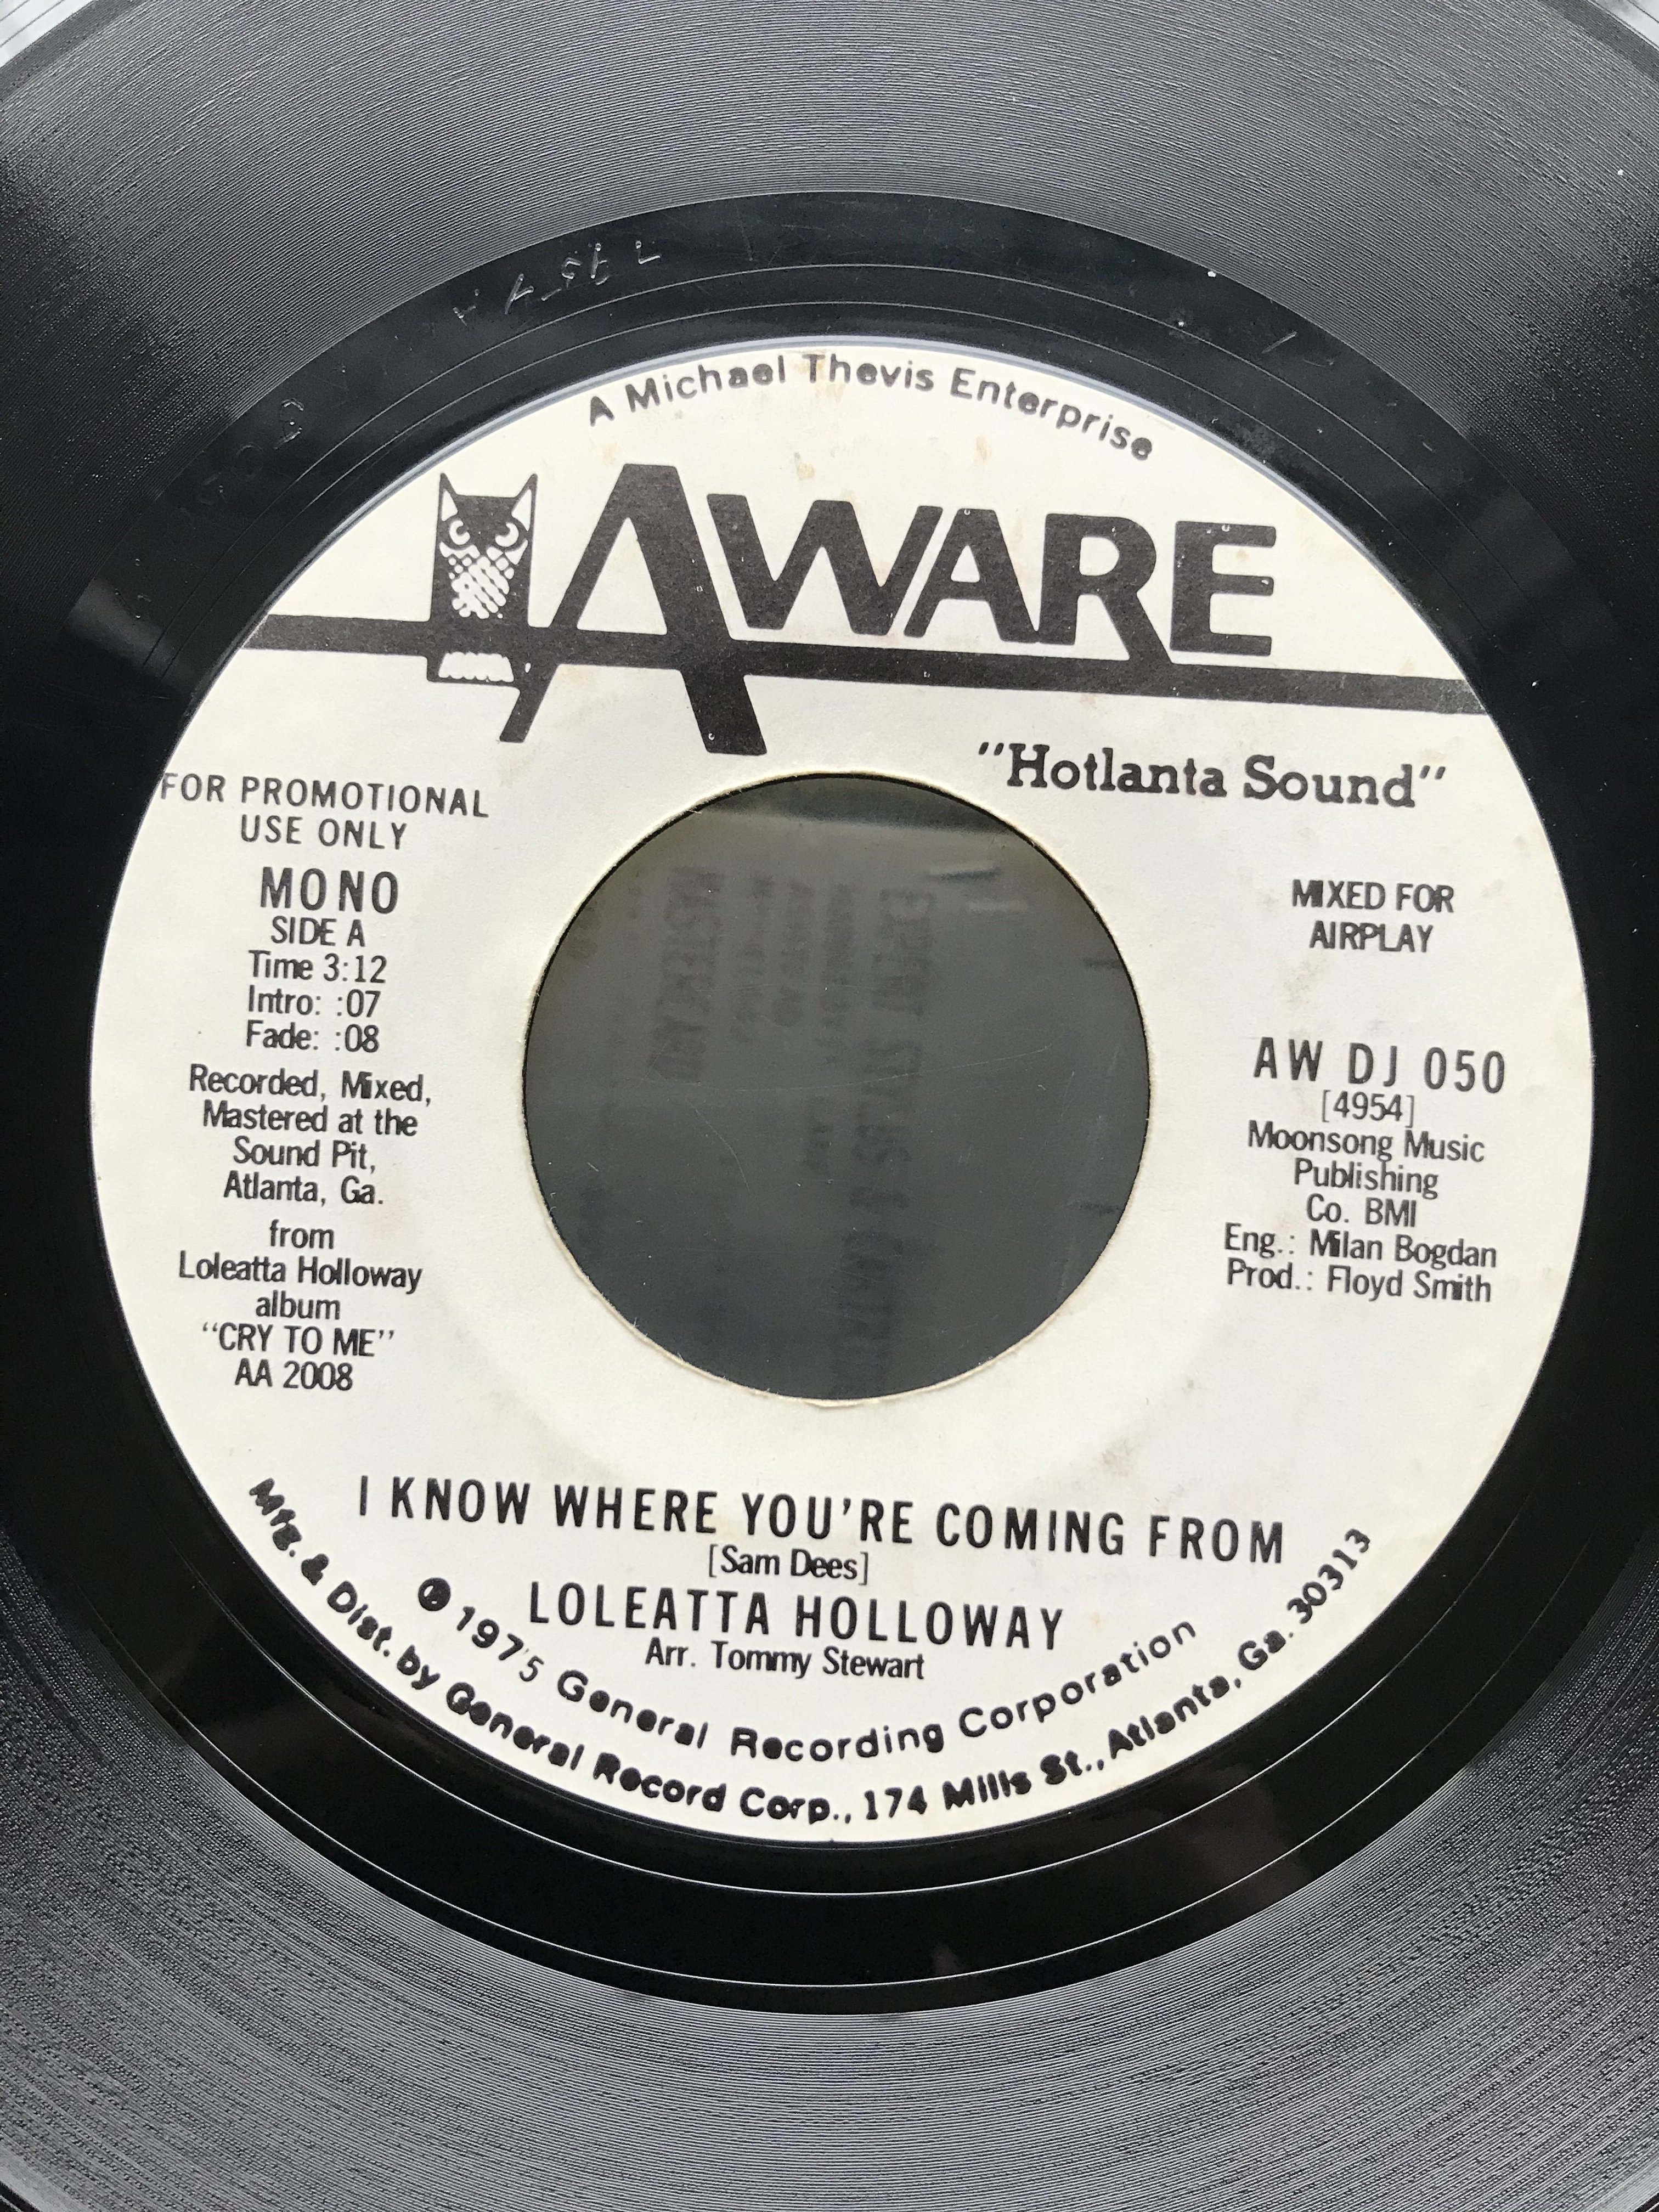 A Michael Thevis Enterprise
AWARE
"Hotlanta Sound"
FOR PROMOTIONAL
USE ONLY
MONO
SIDE A
Time 3:12
Intro: :07
Fade: :08
Recorded, Mixed,
Mastered at the
Sound Pit,
Atlanta, Ga.
from
Loleatta Holloway
album
"CRY TO ME"
AA 2008
MIXED FOR
AIRPLAY
AW DJ 050
[4954]
Moonsong Music
Publishing
Co. BMI
Eng.: Milan Bogdan
Prod.: Floyd Smith
I KNOW WHERE YOU'RE COMING FROM
[Sam Dees]
LOLEATTA HOLLOWAY
Arr. Tommy Stewart
℗ 1975 General Recording Corporation
Mfg. & Dist. by General Record Corp., 174 Mills St., Atlanta, Ga. 30313